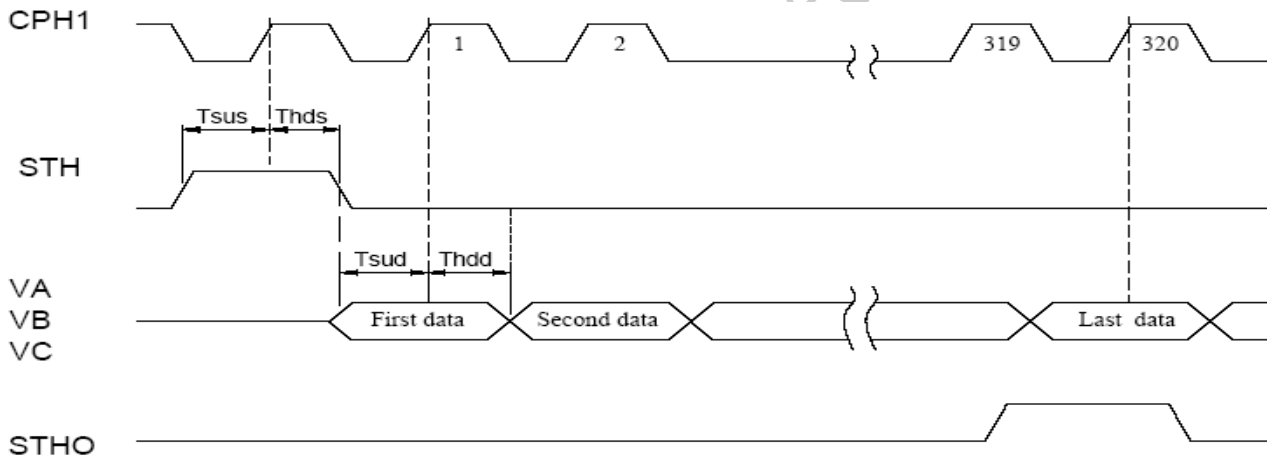 CPH1
1 2 319 320
Tsus Thds
STH
Tsud Thdd
VA
VB
VC
First data Second data Last data
STHO